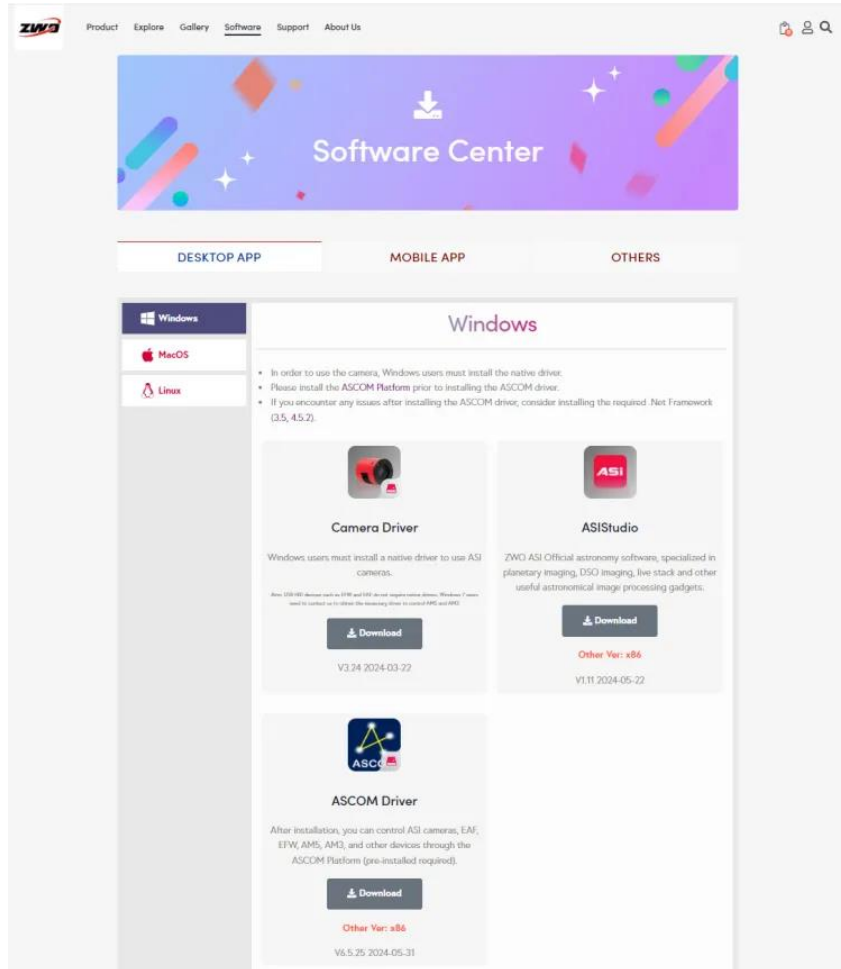 ZWO
Product Explore Gallery Software Support About Us
Software Center
DESKTOP APP MOBILE APP OTHERS
Windows
MacOS
Linux
Windows
In order to use the camera, Windows users must install the native driver.
Please install the ASCOM Platform prior to installing the ASCOM driver.
If you encounter any issues after installing the ASCOM driver, consider installing the required .Net Framework
(3.5, 4.5.2).
Camera Driver
Windows users must install a native driver to use ASI
cameras.
Download
V3.24 2024-03-22
ASI
ASIStudio
ZWO ASI Official astronomy software, specialized in
planetary imaging, DSO imaging, live stack and other
useful astronomical image processing gadgets.
Download
Other Ver: x86
V1.11 2024-05-22
ASCOM Driver
After installation, you can control ASI cameras, EAF,
EFW, AM5, AM3, and other devices through the
ASCOM Platform (pre-installed required).
Download
Other Ver: x86
V6.5.25 2024-05-31